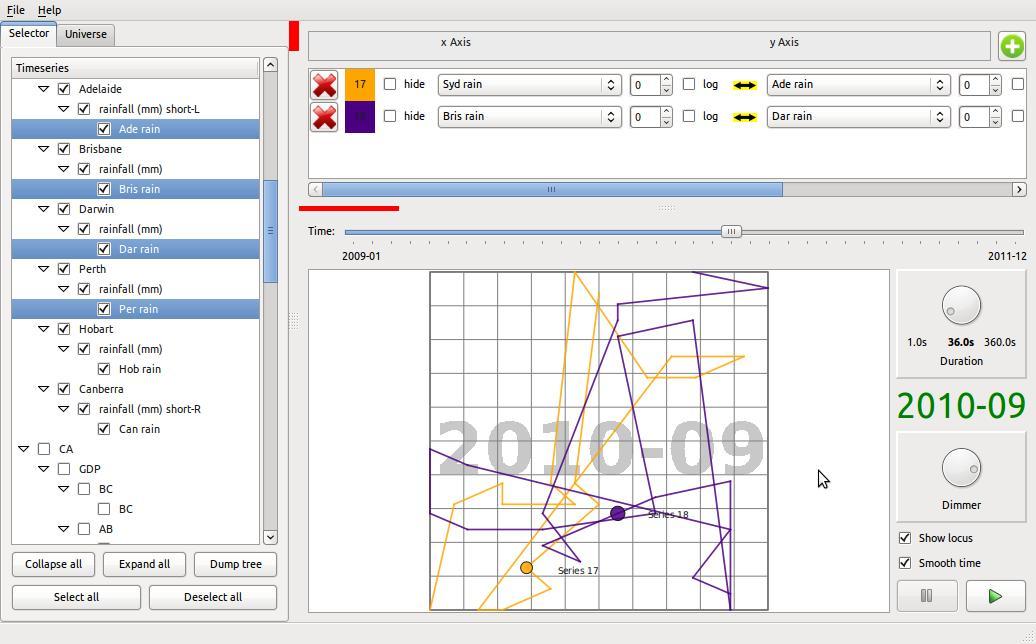 File Help
Selector Universe
Timeseries
Adelaide
rainfall (mm) short-L
Ade rain
Brisbane
rainfall (mm)
Bris rain
Darwin
rainfall (mm)
Dar rain
Perth
rainfall (mm)
Per rain
Hobart
rainfall (mm)
Hob rain
Canberra
rainfall (mm) short-R
Can rain
CA
GDP
BC
BC
AB
Collapse all Expand all Dump tree
Select all Deselect all
x Axis y Axis
17 hide Syd rain 0 log Ade rain 0
18 hide Bris rain 0 log Dar rain 0
Time:
2009-01 2011-12
2010-09
Series 18
Series 17
1.0s 36.0s 360.0s
Duration
2010-09
Dimmer
Show locus
Smooth time